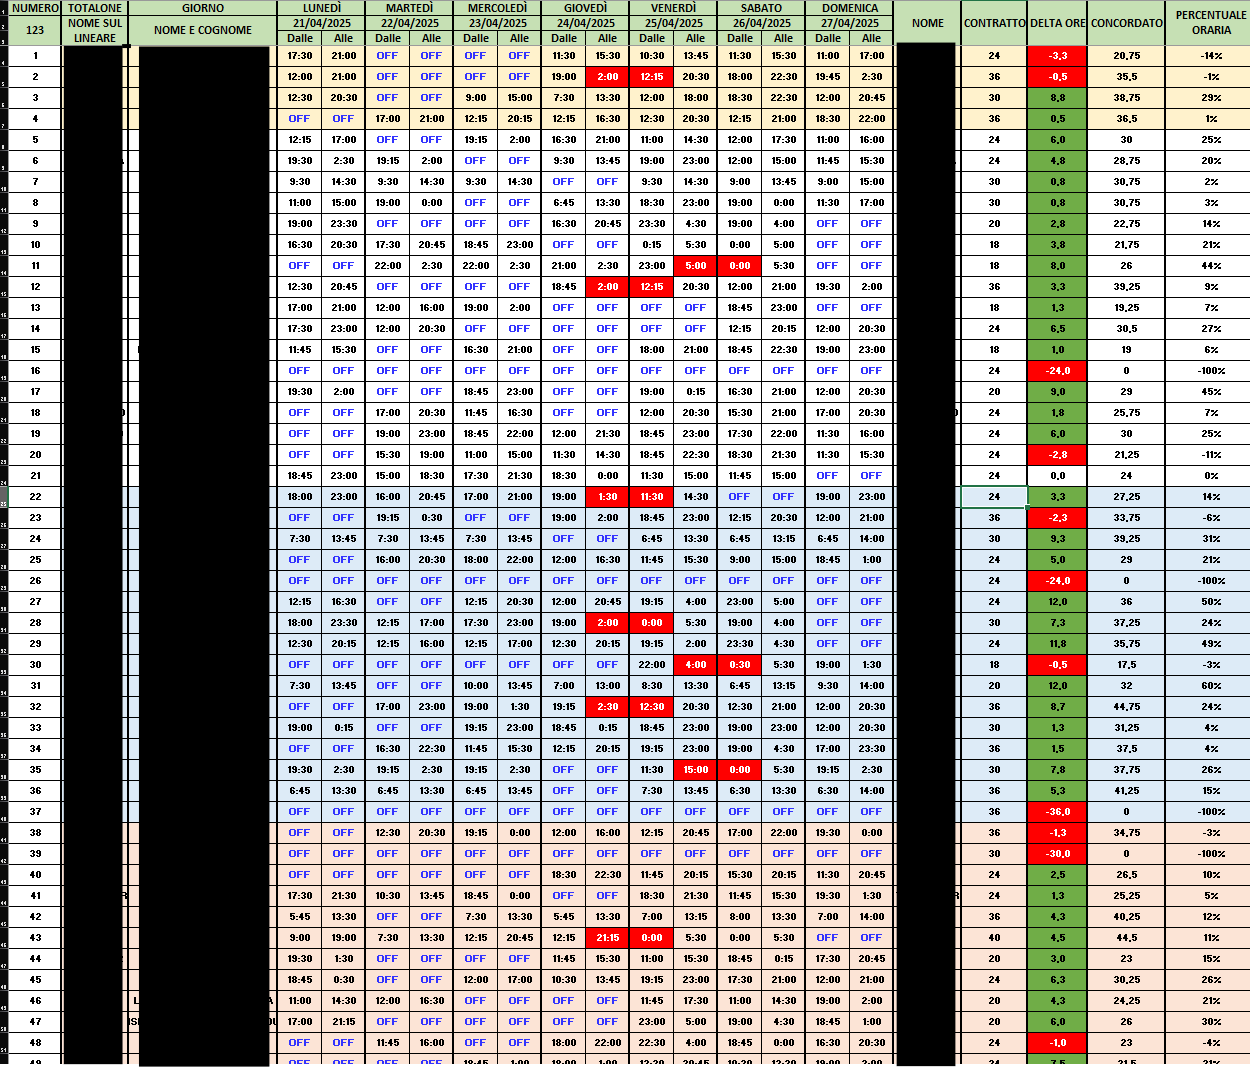 NUMERO TOTALONE GIORNO LUNEDÌ MARTEDÌ MERCOLEDÌ GIOVEDÌ VENERDÌ SABATO DOMENICA NOME CONTRATTO DELTA ORE CONCORDATO PERCENTUALE ORARIA
123 NOME SUL LINEARE NOME E COGNOME 21/04/2025 22/04/2025 23/04/2025 24/04/2025 25/04/2025 26/04/2025 27/04/2025
Dalle Alle Dalle Alle Dalle Alle Dalle Alle Dalle Alle Dalle Alle Dalle Alle
1 17:30 21:00 OFF OFF OFF OFF 11:30 15:30 10:30 13:45 11:30 15:30 11:00 17:00 24 -3,3 20,75 -14%
2 12:00 21:00 OFF OFF OFF OFF 19:00 2:00 12:15 20:30 18:00 22:30 19:45 2:30 36 -0,5 35,5 -1%
3 12:30 20:30 OFF OFF 9:00 15:00 7:30 13:30 12:00 18:00 18:30 22:30 12:00 20:45 30 8,8 38,75 29%
4 OFF OFF 17:00 21:00 12:15 20:15 12:15 16:30 12:30 20:30 12:15 21:00 18:30 22:00 36 0,5 36,5 1%
5 12:15 17:00 OFF OFF 19:15 2:00 16:30 21:00 11:00 14:30 12:00 17:30 11:00 16:00 24 6,0 30 25%
6 19:30 2:30 19:15 2:00 OFF OFF 9:30 13:45 19:00 23:00 12:00 15:00 11:45 15:30 24 4,8 28,75 20%
7 9:30 14:30 9:30 14:30 9:30 14:30 OFF OFF 9:30 14:30 9:00 13:45 9:00 15:00 30 0,8 30,75 2%
8 11:00 15:00 19:00 0:00 OFF OFF 6:45 13:30 18:30 23:00 19:00 0:00 11:30 17:00 30 0,8 30,75 3%
9 19:00 23:30 OFF OFF OFF OFF 16:30 20:45 23:30 4:30 19:00 4:00 OFF OFF 20 2,8 22,75 14%
10 16:30 20:30 17:30 20:45 18:45 23:00 OFF OFF 0:15 5:30 0:00 5:00 OFF OFF 18 3,8 21,75 21%
11 OFF OFF 22:00 2:30 22:00 2:30 21:00 2:30 23:00 5:00 0:00 5:30 OFF OFF 18 8,0 26 44%
12 12:30 20:45 OFF OFF OFF OFF 18:45 2:00 12:15 20:30 12:00 21:00 19:30 2:00 36 3,3 39,25 9%
13 17:00 21:00 12:00 16:00 19:00 2:00 OFF OFF OFF OFF 18:45 23:00 OFF OFF 18 1,3 19,25 7%
14 17:30 23:00 12:00 20:30 OFF OFF OFF OFF OFF OFF 12:15 20:15 12:00 20:30 24 6,5 30,5 27%
15 11:45 15:30 OFF OFF 16:30 21:00 OFF OFF 18:00 21:00 18:45 22:30 19:00 23:00 18 1,0 19 6%
16 OFF OFF OFF OFF OFF OFF OFF OFF OFF OFF OFF OFF OFF OFF 24 -24,0 0 -100%
17 19:30 2:00 OFF OFF 18:45 23:00 OFF OFF 19:00 0:15 16:30 21:00 12:00 20:30 20 9,0 29 45%
18 OFF OFF 17:00 20:30 11:45 16:30 OFF OFF 12:00 20:30 15:30 21:00 17:00 20:30 24 1,8 25,75 7%
19 OFF OFF 19:00 23:00 18:45 22:00 12:00 21:30 18:45 23:00 17:30 22:00 11:30 16:00 24 6,0 30 25%
20 OFF OFF 15:30 19:00 11:00 15:00 11:30 14:30 18:45 22:30 18:30 21:30 11:30 15:30 24 -2,8 21,25 -11%
21 18:45 23:00 15:00 18:30 17:30 21:30 18:30 0:00 11:30 15:00 11:45 15:00 OFF OFF 24 0,0 24 0%
22 18:00 23:00 16:00 20:45 17:00 21:00 19:00 1:30 11:30 14:30 OFF OFF 19:00 23:00 24 3,3 27,25 14%
23 OFF OFF 19:15 0:30 OFF OFF 19:00 2:00 18:45 23:00 12:15 20:30 12:00 21:00 36 -2,3 33,75 -6%
24 7:30 13:45 7:30 13:45 7:30 13:45 OFF OFF 6:45 13:30 6:45 13:15 6:45 14:00 30 9,3 39,25 31%
25 OFF OFF 16:00 20:30 18:00 22:00 12:00 16:30 11:45 15:30 9:00 15:00 18:45 1:00 24 5,0 29 21%
26 OFF OFF OFF OFF OFF OFF OFF OFF OFF OFF OFF OFF OFF OFF 24 -24,0 0 -100%
27 12:15 16:30 OFF OFF 12:15 20:30 12:00 20:45 19:15 4:00 23:00 5:00 OFF OFF 24 12,0 36 50%
28 18:00 23:30 12:15 17:00 17:30 23:00 19:00 2:00 0:00 5:30 19:00 4:00 OFF OFF 30 7,3 37,25 24%
29 12:30 20:15 12:15 16:00 12:15 17:00 12:30 20:15 19:15 2:00 23:30 4:30 OFF OFF 24 11,8 35,75 49%
30 OFF OFF OFF OFF OFF OFF OFF OFF 22:00 4:00 0:30 5:30 19:00 1:30 18 -0,5 17,5 -3%
31 7:30 13:45 OFF OFF 10:00 13:45 7:00 13:00 8:30 13:30 6:45 13:15 9:30 14:00 20 12,0 32 60%
32 OFF OFF 17:00 23:00 19:00 1:30 19:15 2:30 12:30 20:30 12:30 21:00 12:00 20:30 36 8,7 44,75 24%
33 19:00 0:15 OFF OFF 19:15 23:00 18:45 0:15 18:45 23:00 19:00 23:00 12:00 20:30 30 1,3 31,25 4%
34 OFF OFF 16:30 22:30 11:45 15:30 12:15 20:15 19:15 23:00 19:00 4:30 17:00 23:30 36 1,5 37,5 4%
35 19:30 2:30 19:15 2:30 19:15 2:30 OFF OFF 11:30 15:00 0:00 5:30 19:15 2:30 30 7,8 37,75 26%
36 6:45 13:30 6:45 13:30 6:45 13:45 OFF OFF 7:30 13:45 6:45 13:30 6:30 14:00 36 5,3 41,25 15%
37 OFF OFF OFF OFF OFF OFF OFF OFF OFF OFF OFF OFF OFF OFF 36 -36,0 0 -100%
38 OFF OFF 12:30 20:30 19:15 0:00 12:00 16:00 12:15 20:45 17:00 22:00 19:30 0:00 36 -1,3 34,75 -3%
39 OFF OFF OFF OFF OFF OFF OFF OFF OFF OFF OFF OFF OFF OFF 30 -30,0 0 -100%
40 OFF OFF OFF OFF OFF OFF 18:30 22:30 11:45 20:15 15:30 20:15 11:30 20:45 24 2,5 26,5 10%
41 17:30 21:30 10:30 13:45 18:45 0:00 OFF OFF 18:30 21:30 11:45 15:30 19:30 1:30 24 1,3 25,25 5%
42 5:45 13:30 OFF OFF 7:30 13:30 5:45 13:30 7:00 13:15 8:00 13:30 7:00 14:00 36 4,3 40,25 12%
43 9:00 19:00 7:30 13:30 12:15 20:45 12:15 21:15 0:00 5:30 0:00 5:30 OFF OFF 40 4,5 44,5 11%
44 19:30 1:30 OFF OFF OFF OFF 11:45 15:30 11:00 15:30 18:45 0:15 17:30 20:45 20 3,0 23 15%
45 18:45 0:30 OFF OFF 12:00 17:00 10:30 13:45 19:15 23:00 17:30 21:00 12:00 21:00 24 6,3 30,25 26%
46 11:00 14:30 12:00 16:30 OFF OFF OFF OFF 11:45 17:30 11:00 14:30 19:00 2:00 20 4,3 24,25 21%
47 17:00 21:15 OFF OFF OFF OFF OFF OFF 23:00 5:00 19:00 4:30 18:45 1:00 20 6,0 26 30%
48 OFF OFF 11:45 16:00 OFF OFF 18:00 22:00 22:30 4:00 18:45 0:00 16:30 20:30 24 -1,0 23 -4%